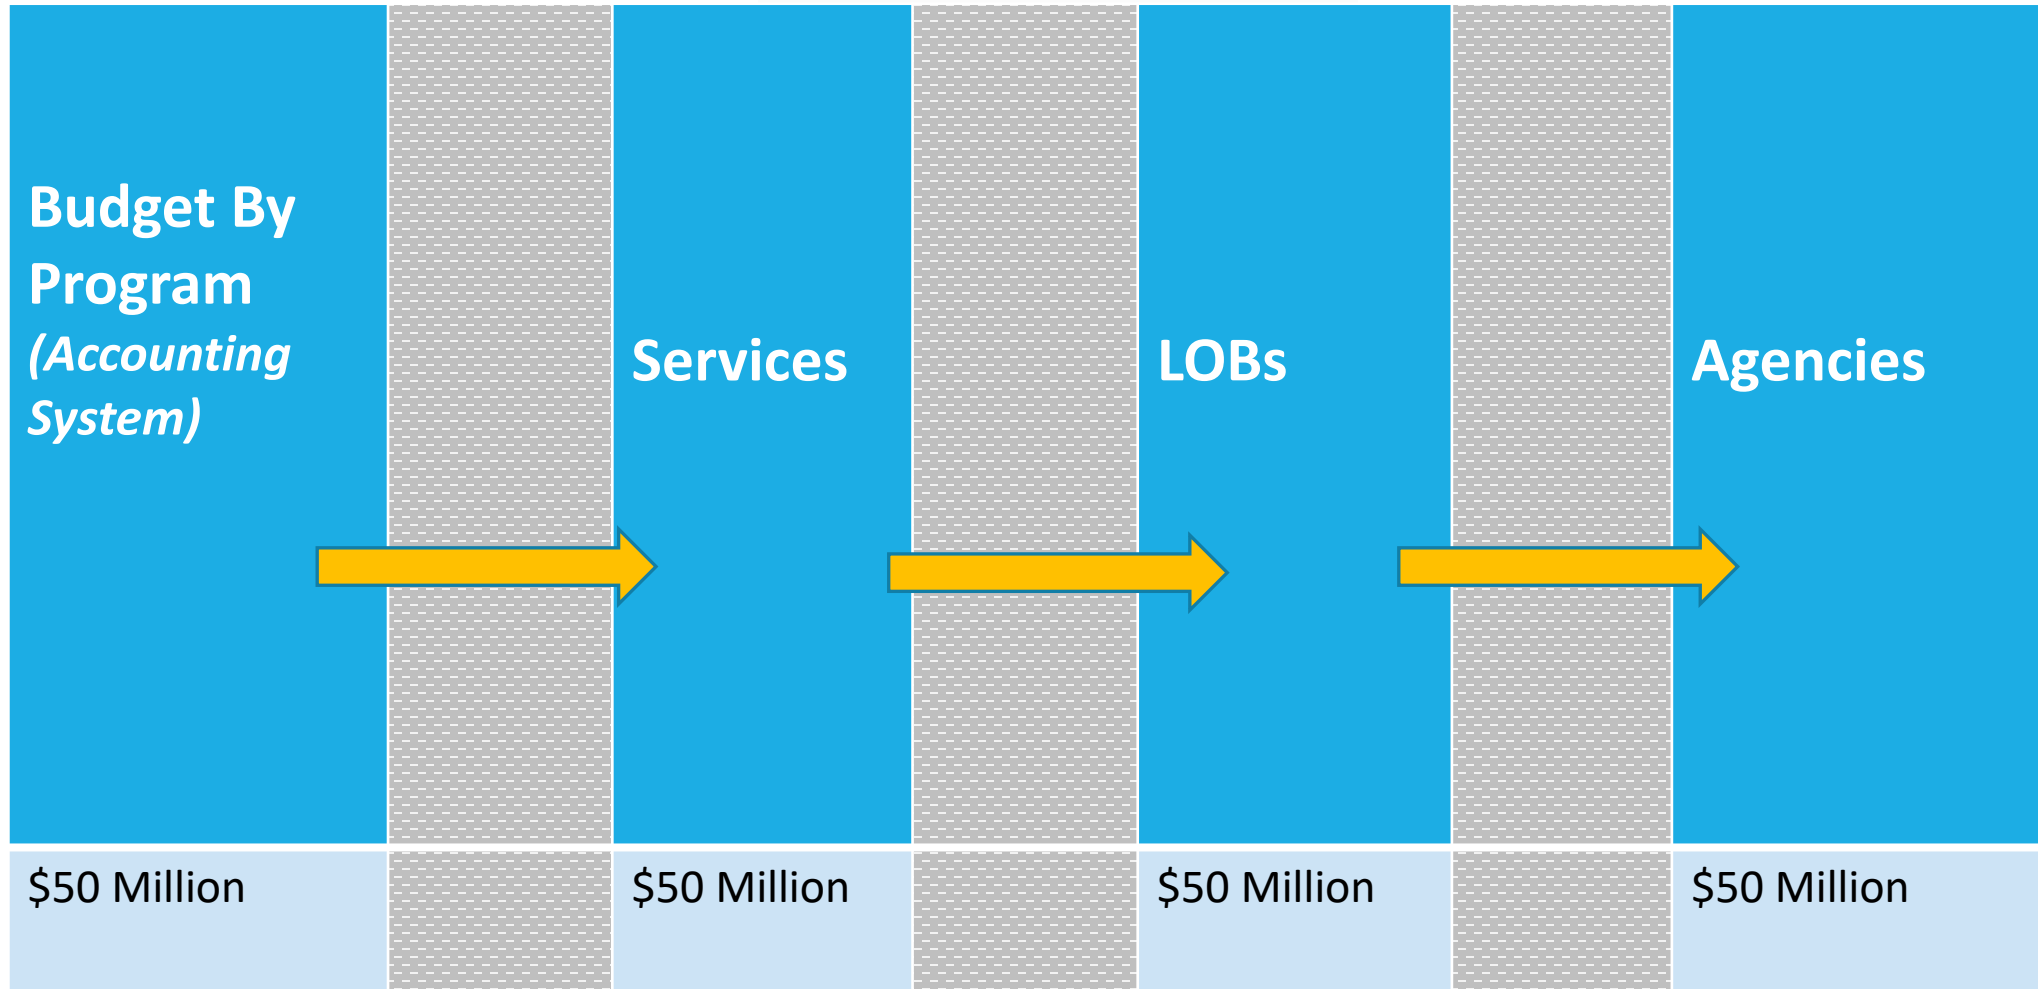 Budget By
Program
(Accounting
System)
Services
LOBs
Agencies
$50 Million
$50 Million
$50 Million
$50 Million